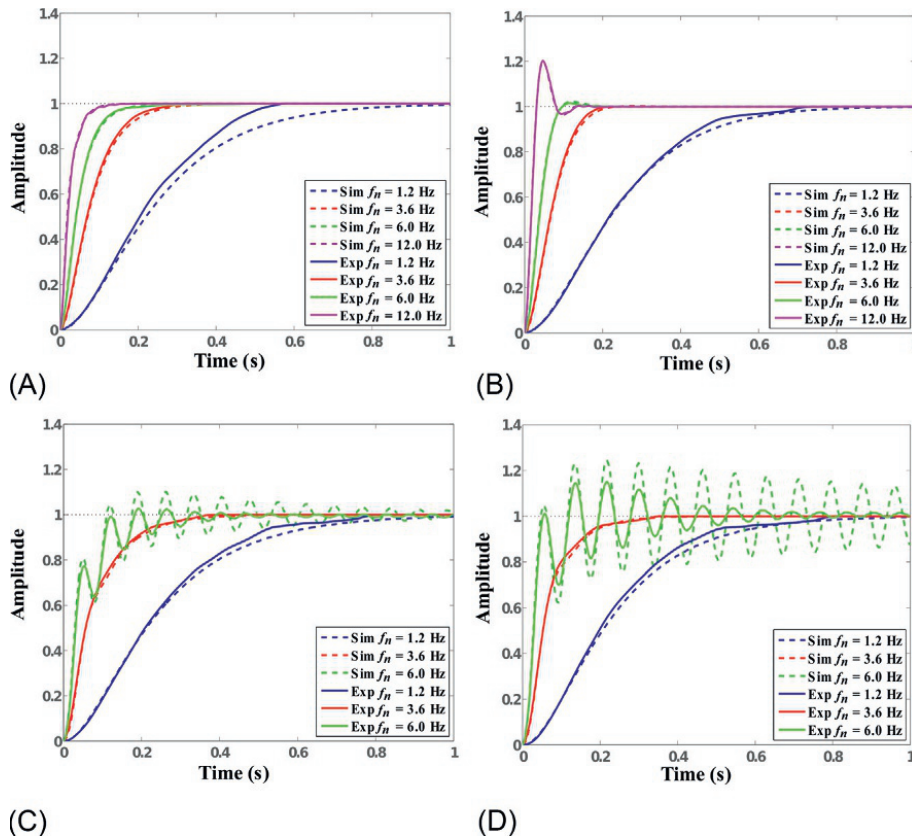 1.4
1.2
1
0.8
0.6
0.4
0.2
0
Amplitude
Sim fn = 1.2 Hz
Sim fn = 3.6 Hz
Sim fn = 6.0 Hz
Sim fn = 12.0 Hz
Exp fn = 1.2 Hz
Exp fn = 3.6 Hz
Exp fn = 6.0 Hz
Exp fn = 12.0 Hz
0 0.2 0.4 0.6 0.8 1
Time (s)
(A)
1.4
1.2
1
0.8
0.6
0.4
0.2
0
Amplitude
Sim fn = 1.2 Hz
Sim fn = 3.6 Hz
Sim fn = 6.0 Hz
Sim fn = 12.0 Hz
Exp fn = 1.2 Hz
Exp fn = 3.6 Hz
Exp fn = 6.0 Hz
Exp fn = 12.0 Hz
0 0.2 0.4 0.6 0.8 1
Time (s)
(B)
1.4
1.2
1
0.8
0.6
0.4
0.2
0
Amplitude
Sim fn = 1.2 Hz
Sim fn = 3.6 Hz
Sim fn = 6.0 Hz
Exp fn = 1.2 Hz
Exp fn = 3.6 Hz
Exp fn = 6.0 Hz
0 0.2 0.4 0.6 0.8 1
Time (s)
(C)
1.4
1.2
1
0.8
0.6
0.4
0.2
0
Amplitude
Sim fn = 1.2 Hz
Sim fn = 3.6 Hz
Sim fn = 6.0 Hz
Exp fn = 1.2 Hz
Exp fn = 3.6 Hz
Exp fn = 6.0 Hz
0 0.2 0.4 0.6 0.8 1
Time (s)
(D)